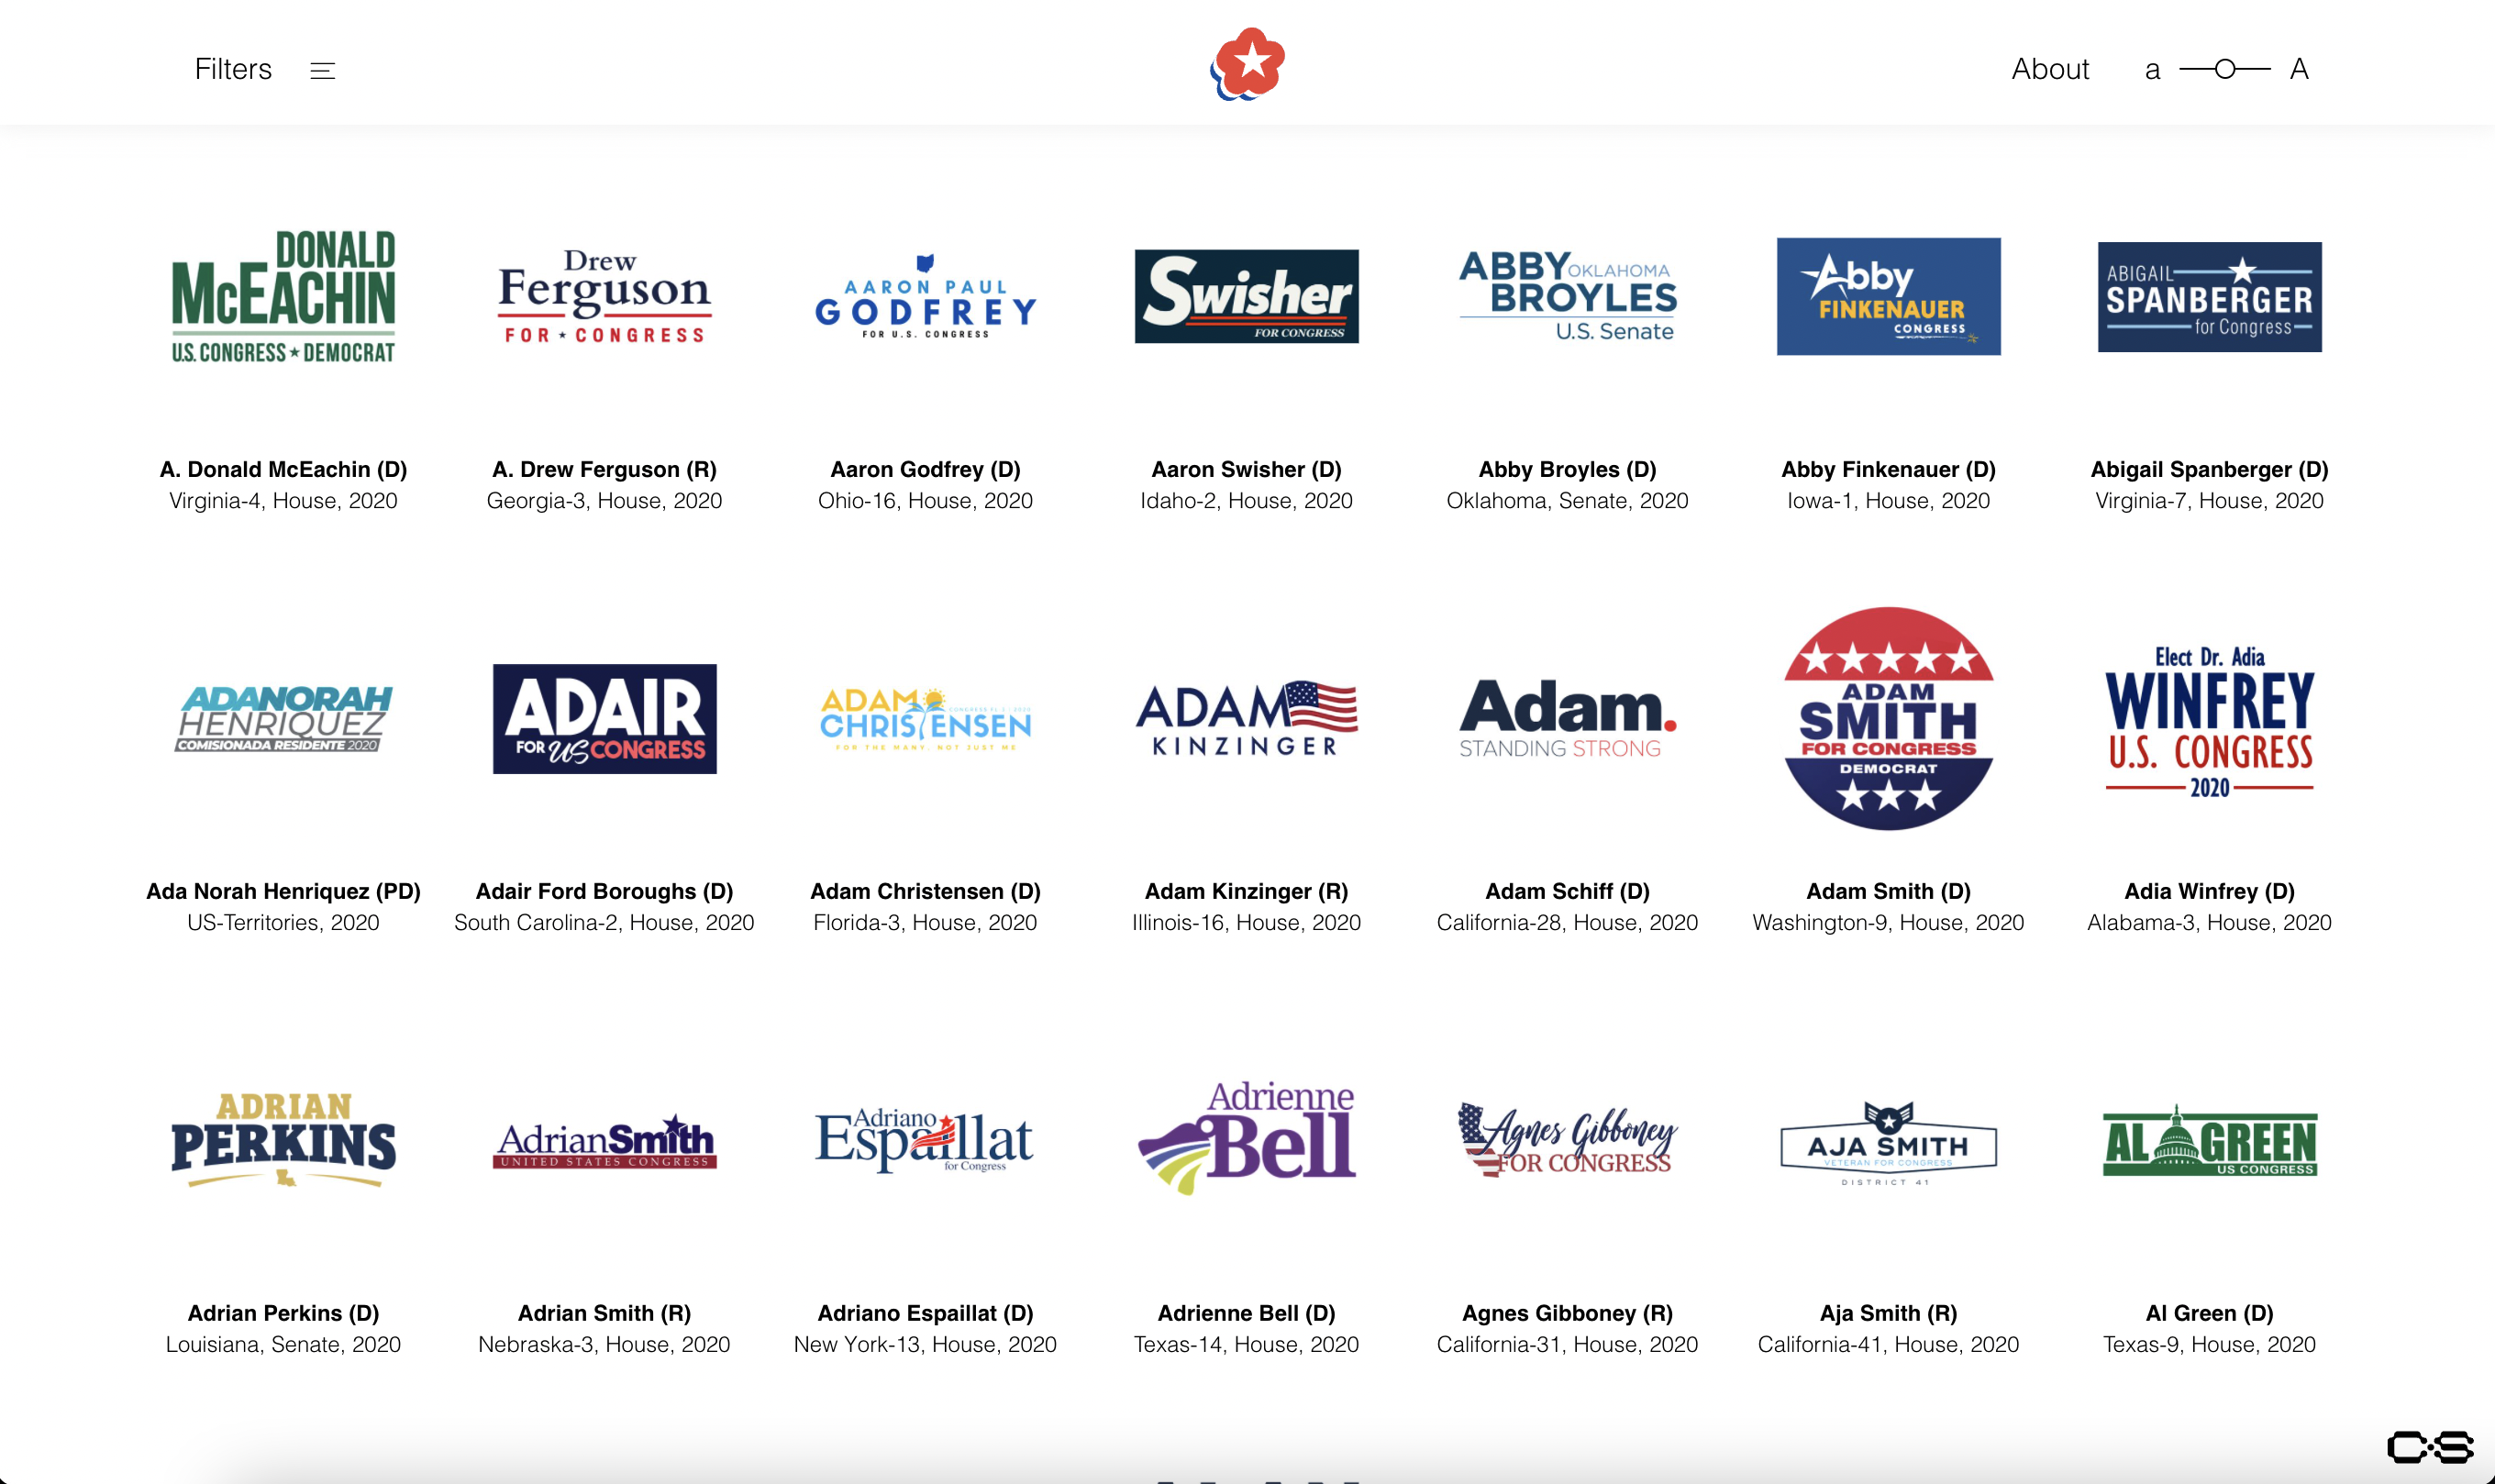 Filters
About a A
DONALD
McEACHIN
U.S. CONGRESS ★ DEMOCRAT
Drew
Ferguson
FOR ★ CONGRESS
AARON PAUL
GODFREY
FOR U.S. CONGRESS
Swisher
FOR CONGRESS
ABBY OKLAHOMA
BROYLES
U.S. Senate
Abby
FINKENAUER
CONGRESS
ABIGAIL
SPANBERGER
for Congress
A. Donald McEachin (D)
Virginia-4, House, 2020
A. Drew Ferguson (R)
Georgia-3, House, 2020
Aaron Godfrey (D)
Ohio-16, House, 2020
Aaron Swisher (D)
Idaho-2, House, 2020
Abby Broyles (D)
Oklahoma, Senate, 2020
Abby Finkenauer (D)
Iowa-1, House, 2020
Abigail Spanberger (D)
Virginia-7, House, 2020
ADANORAH
HENRIQUEZ
COMISIONADA RESIDENTE 2020
ADAIR
FOR US CONGRESS
ADAM
CONGRESS FL-3 · 2020
CHRISTENSEN
FOR THE MANY, NOT JUST ME
ADAM
KINZINGER
Adam.
STANDING STRONG
ADAM
SMITH
FOR CONGRESS
DEMOCRAT
Elect Dr. Adia
WINFREY
U.S. CONGRESS
2020
Ada Norah Henriquez (PD)
US-Territories, 2020
Adair Ford Boroughs (D)
South Carolina-2, House, 2020
Adam Christensen (D)
Florida-3, House, 2020
Adam Kinzinger (R)
Illinois-16, House, 2020
Adam Schiff (D)
California-28, House, 2020
Adam Smith (D)
Washington-9, House, 2020
Adia Winfrey (D)
Alabama-3, House, 2020
ADRIAN
PERKINS
AdrianSmith
UNITED STATES CONGRESS
Adriano
Espaillat
for Congress
Adrienne
Bell
Agnes Gibboney
FOR CONGRESS
AJA SMITH
VETERAN FOR CONGRESS
DISTRICT 41
AL GREEN
US CONGRESS
Adrian Perkins (D)
Louisiana, Senate, 2020
Adrian Smith (R)
Nebraska-3, House, 2020
Adriano Espaillat (D)
New York-13, House, 2020
Adrienne Bell (D)
Texas-14, House, 2020
Agnes Gibboney (R)
California-31, House, 2020
Aja Smith (R)
California-41, House, 2020
Al Green (D)
Texas-9, House, 2020
C·S